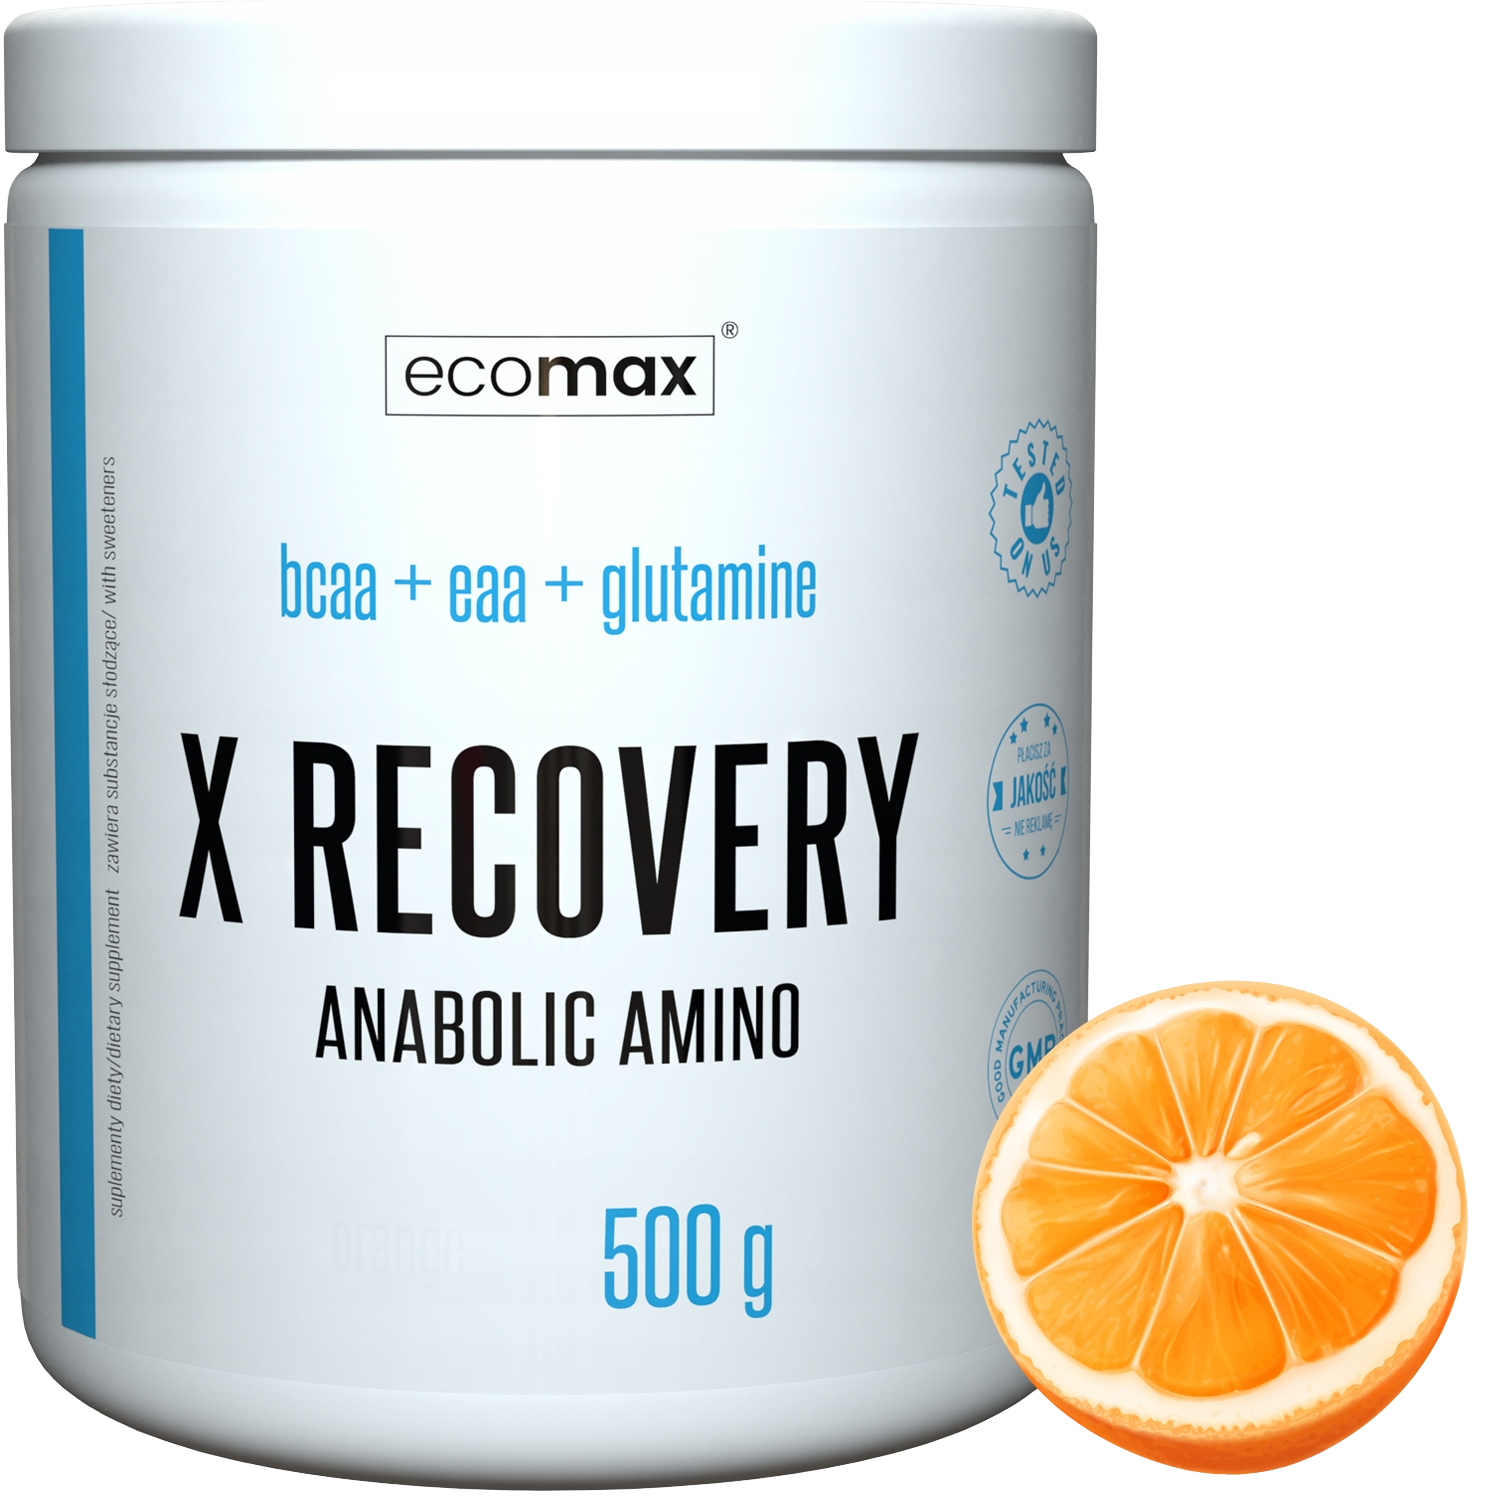 ecomax®
bcaa + eaa + glutamine
X RECOVERY
ANABOLIC AMINO
orange
500 g
suplementy diety/dietary supplement zawiera substancje słodzące/ with sweeteners
TESTED
ON US
PŁACISZ ZA
JAKOŚĆ
NIE REKLAMĘ
GOOD MANUFACTURING
GMP